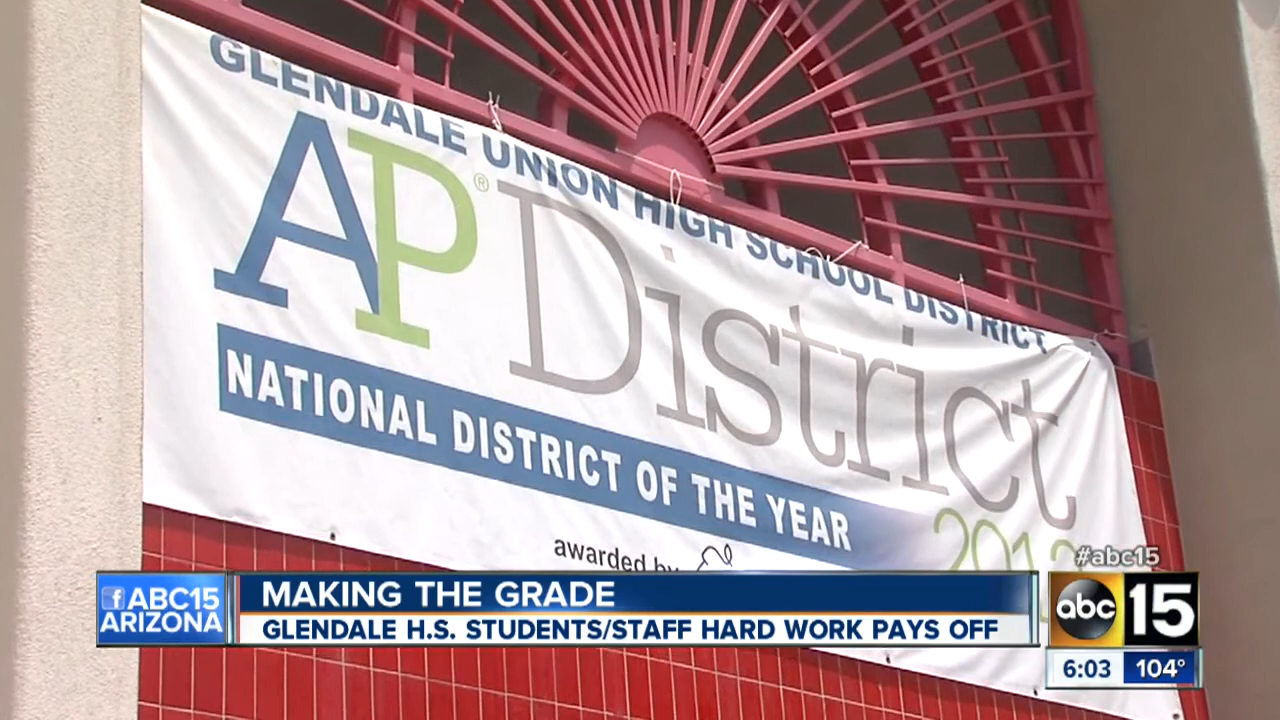 GLENDALE UNION HIGH SCHOOL DISTRICT
AP® District
NATIONAL DISTRICT OF THE YEAR
awarded by
#abc15
f ABC15
ARIZONA
MAKING THE GRADE
GLENDALE H.S. STUDENTS/STAFF HARD WORK PAYS OFF
abc 15
6:03 104°